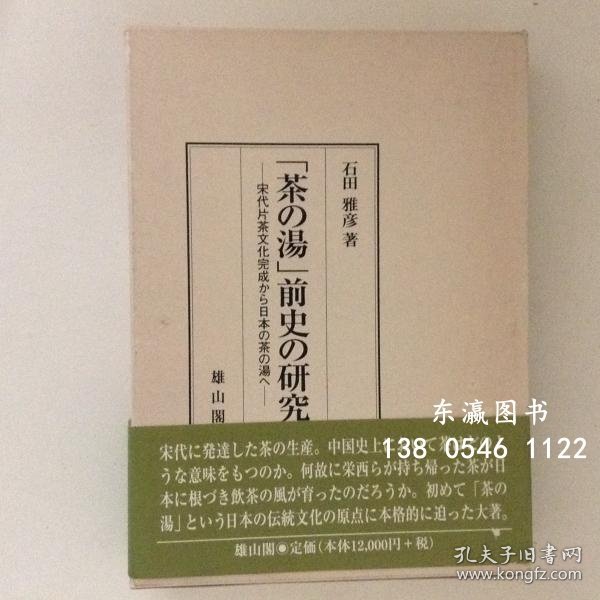 石田 雅彦 著
「茶の湯」前史の研究
―宋代片茶文化完成から日本の茶の湯へ―
雄山閣
东瀛图书
138 0546 1122
宋代に発達した茶の生産。中国史上
うな意味をもつのか。何故に栄西らが持ち帰った茶が日
本に根づき飲茶の風が育ったのだろうか。初めて「茶の
湯」という日本の伝統文化の原点に本格的に迫った大著。
雄山閣◉定価(本体12,000円+税)
孔夫子旧书网
www.kongfz.com